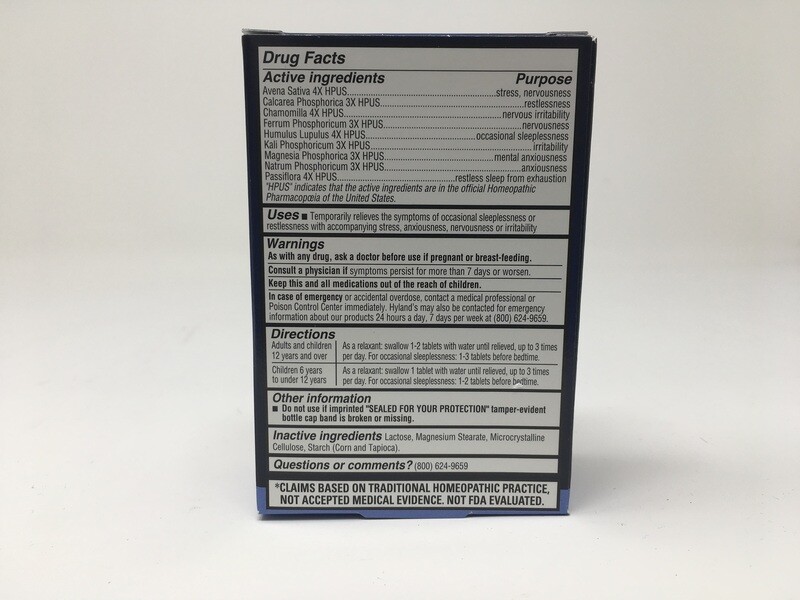 Drug Facts
Active ingredients Purpose
Avena Sativa 4X HPUS..........stress, nervousness
Calcarea Phosphorica 3X HPUS..........restlessness
Chamomilla 4X HPUS..........nervous irritability
Ferrum Phosphoricum 3X HPUS..........nervousness
Humulus Lupulus 4X HPUS..........occasional sleeplessness
Kali Phosphoricum 3X HPUS..........irritability
Magnesia Phosphorica 3X HPUS..........mental anxiousness
Natrum Phosphoricum 3X HPUS..........anxiousness
Passiflora 4X HPUS..........restless sleep from exhaustion
"HPUS" indicates that the active ingredients are in the official Homeopathic
Pharmacopœia of the United States.
Uses ■ Temporarily relieves the symptoms of occasional sleeplessness or
restlessness with accompanying stress, anxiousness, nervousness or irritability
Warnings
As with any drug, ask a doctor before use if pregnant or breast-feeding.
Consult a physician if symptoms persist for more than 7 days or worsen.
Keep this and all medications out of the reach of children.
In case of emergency or accidental overdose, contact a medical professional or
Poison Control Center immediately. Hyland's may also be contacted for emergency
information about our products 24 hours a day, 7 days per week at (800) 624-9659.
Directions
Adults and children As a relaxant: swallow 1-2 tablets with water until relieved, up to 3 times
12 years and over per day. For occasional sleeplessness: 1-3 tablets before bedtime.
Children 6 years As a relaxant: swallow 1 tablet with water until relieved, up to 3 times
to under 12 years per day. For occasional sleeplessness: 1-2 tablets before bedtime.
Other information
■ Do not use if imprinted "SEALED FOR YOUR PROTECTION" tamper-evident
bottle cap band is broken or missing.
Inactive ingredients Lactose, Magnesium Stearate, Microcrystalline
Cellulose, Starch (Corn and Tapioca).
Questions or comments? (800) 624-9659
*CLAIMS BASED ON TRADITIONAL HOMEOPATHIC PRACTICE,
NOT ACCEPTED MEDICAL EVIDENCE. NOT FDA EVALUATED.